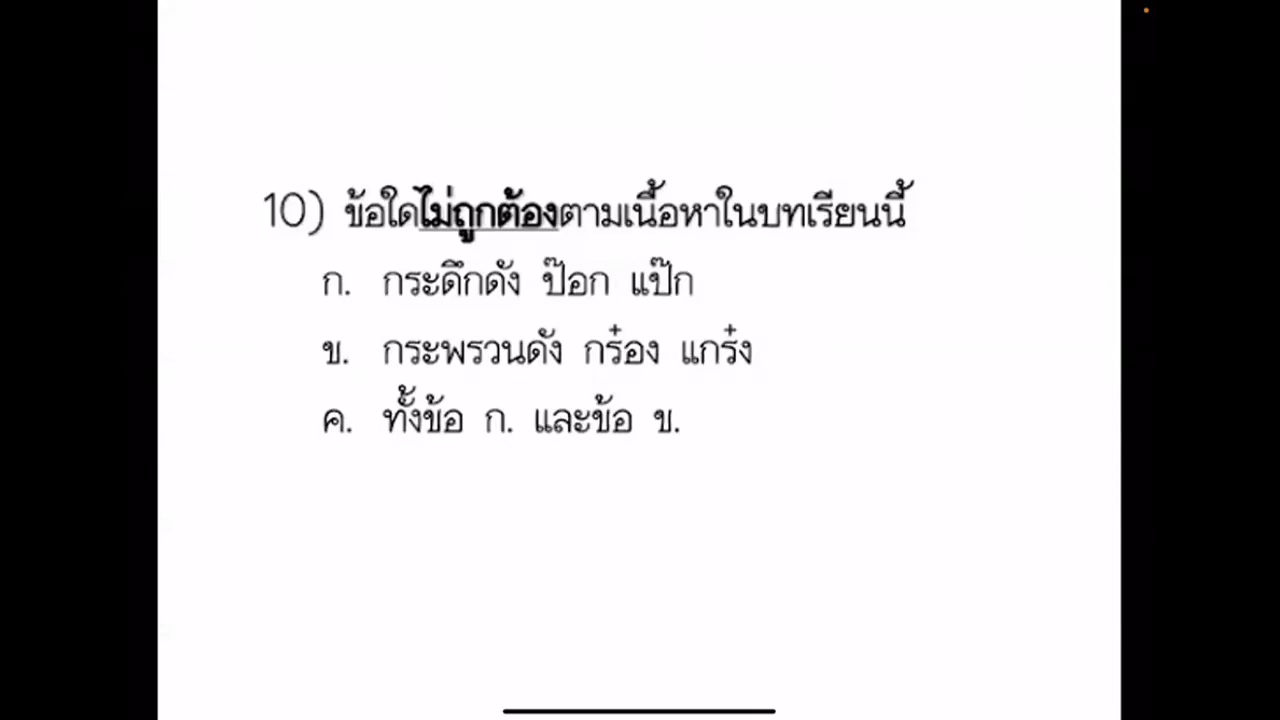 10) ข้อใดไม่ถูกต้องตามเนื้อหาในบทเรียนนี้
ก. กระดึกดัง ป๊อก แป๊ก
ข. กระพรวนดัง กร๋อง แกร๋ง
ค. ทั้งข้อ ก. และข้อ ข.